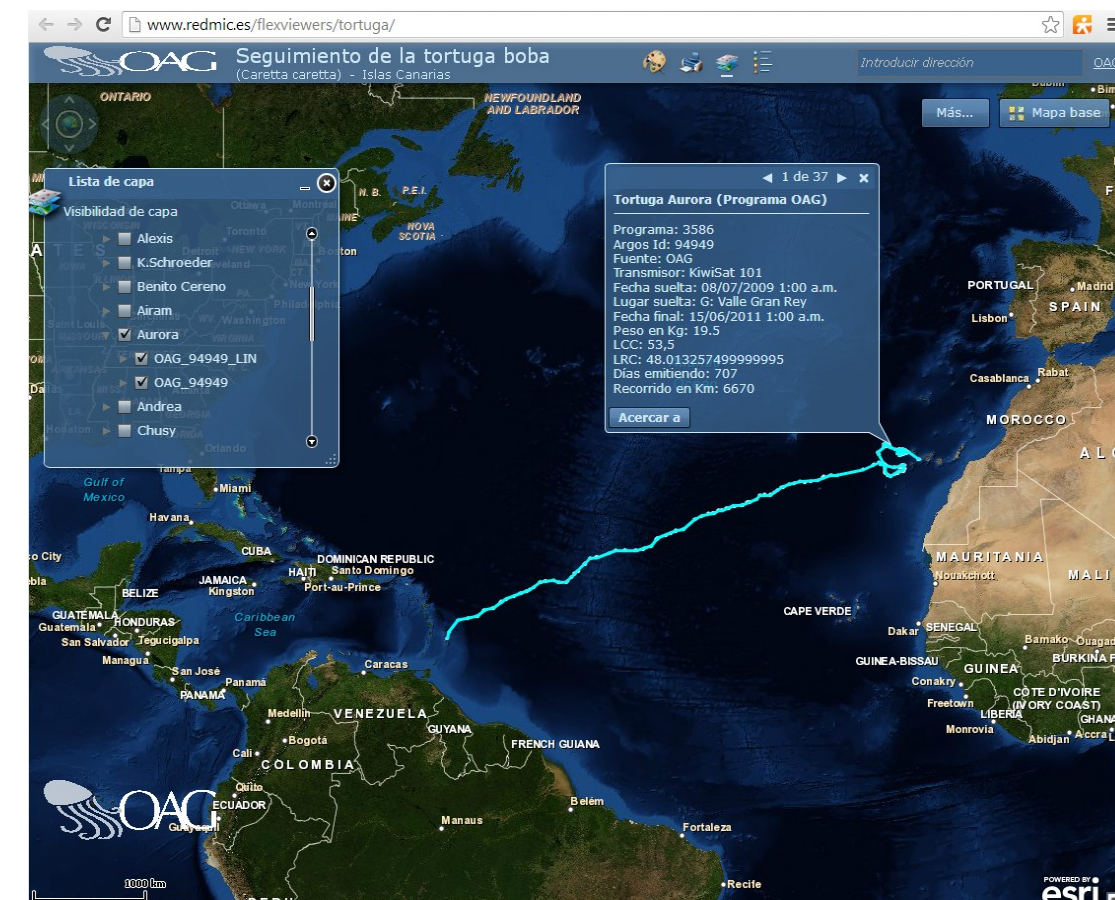 www.redmic.es/flexviewers/tortuga/
OAG
Seguimiento de la tortuga boba
(Caretta caretta) - Islas Canarias
Introducir dirección
OAG
Más...
Mapa base
Lista de capa
Visibilidad de capa
Alexis
K.Schroeder
Benito Cereno
Airam
Aurora
OAG_94949_LIN
OAG_94949
Andrea
Chusy
1 de 37
Tortuga Aurora (Programa OAG)
Programa: 3586
Argos Id: 94949
Fuente: OAG
Transmisor: KiwiSat 101
Fecha suelta: 08/07/2009 1:00 a.m.
Lugar suelta: G: Valle Gran Rey
Fecha final: 15/06/2011 1:00 a.m.
Peso en Kg: 19.5
LCC: 53,5
LRC: 48.013257499999995
Días emitiendo: 707
Recorrido en Km: 6670
Acercar a
ONTARIO
NEWFOUNDLAND
AND LABRADOR
N. B.
P.E.I.
Ottawa
Montreal
MAINE
NOVA
SCOTIA
Toronto
Detroit
NEW YORK
Boston
New York
Washington
Saint Louis
Orlando
Tampa
Gulf of
Mexico
Miami
Havana
CUBA
DOMINICAN REPUBLIC
HAITI
Santo Domingo
Port-au-Prince
JAMAICA
Kingston
BELIZE
GUATEMALA
HONDURAS
Guatemala
San Salvador
Tegucigalpa
Caribbean
Sea
Managua
San José
Panamá
PANAMA
Caracas
Medellín
VENEZUELA
GUYANA
FRENCH GUIANA
Bogotá
Cali
COLOMBIA
Quito
ECUADOR
Guayaquil
Belém
Manaus
Fortaleza
Recife
PERU
PORTUGAL
Madrid
SPAIN
Lisbon
Casablanca
Rabat
MOROCCO
MAURITANIA
Nouakchott
MALI
CAPE VERDE
Dakar
SENEGAL
Bamako
GUINEA-BISSAU
GUINEA
Conakry
Freetown
COTE D'IVOIRE
(IVORY COAST)
LIBERIA
Monrovia
Abidjan
Accra
OAG
1000 km
POWERED BY
esri